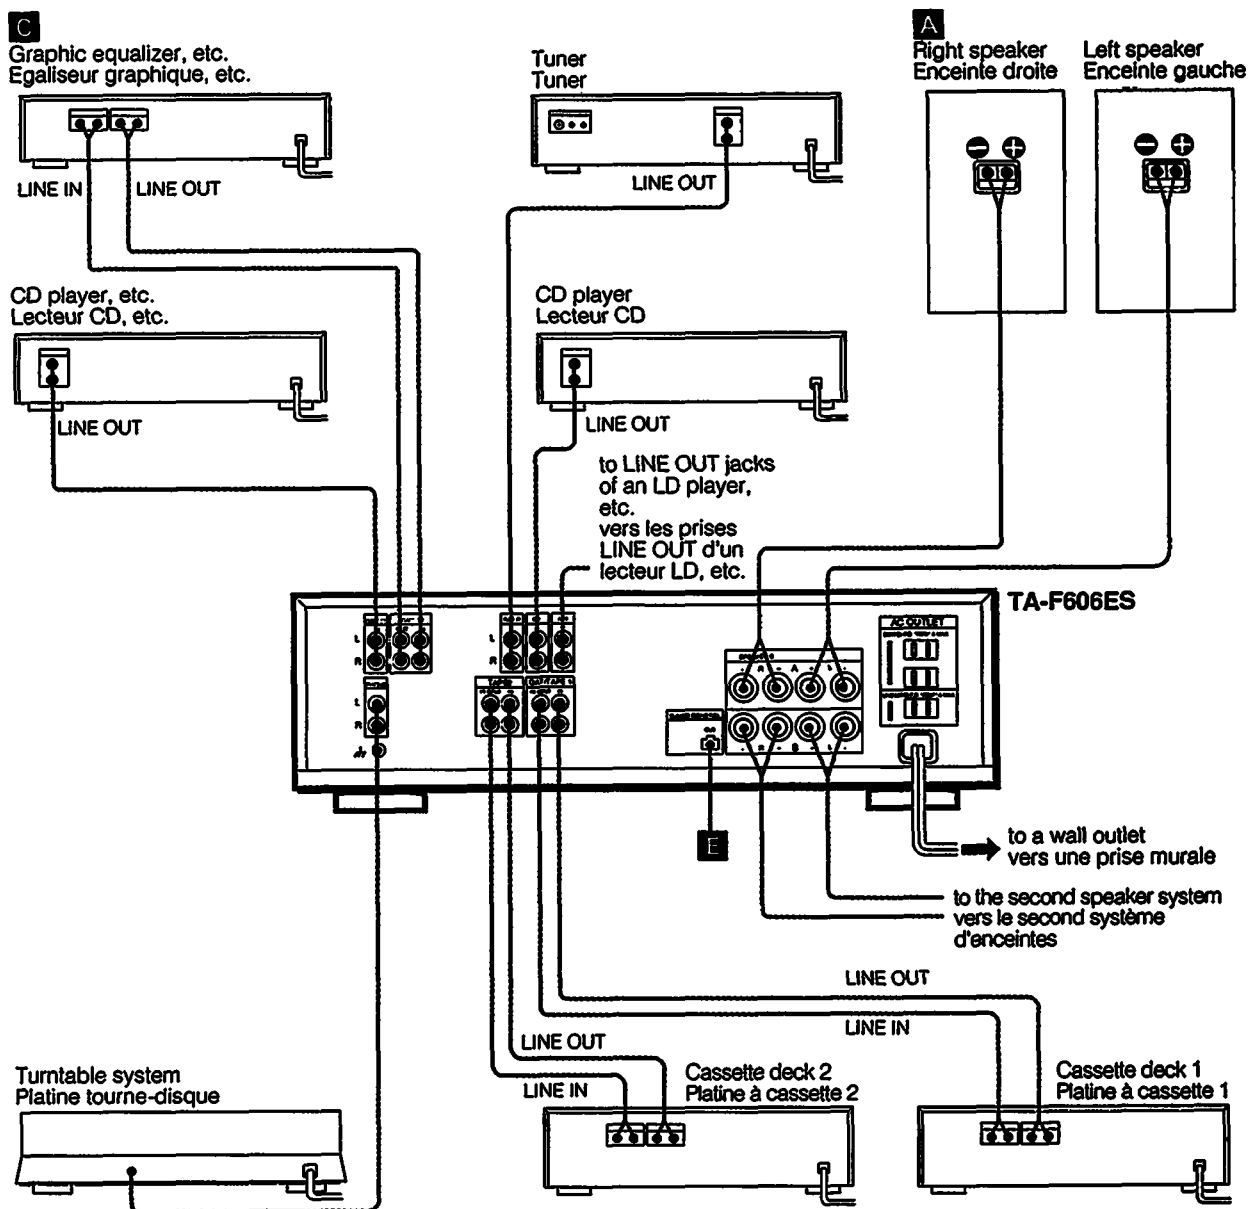 C
Graphic equalizer, etc.
Egaliseur graphique, etc.
LINE IN
LINE OUT
Tuner
Tuner
LINE OUT
A
Right speaker
Enceinte droite
Left speaker
Enceinte gauche
CD player, etc.
Lecteur CD, etc.
LINE OUT
CD player
Lecteur CD
LINE OUT
to LINE OUT jacks
of an LD player,
etc.
vers les prises
LINE OUT d'un
lecteur LD, etc.
TA-F606ES
L
R
L
R
L
R
AC OUTLET
R A L
TAPE 2
DAT/TAPE 1
R B
E
to a wall outlet
vers une prise murale
to the second speaker system
vers le second système
d'enceintes
LINE OUT
LINE IN
LINE OUT
LINE IN
Turntable system
Platine tourne-disque
Cassette deck 2
Platine à cassette 2
Cassette deck 1
Platine à cassette 1